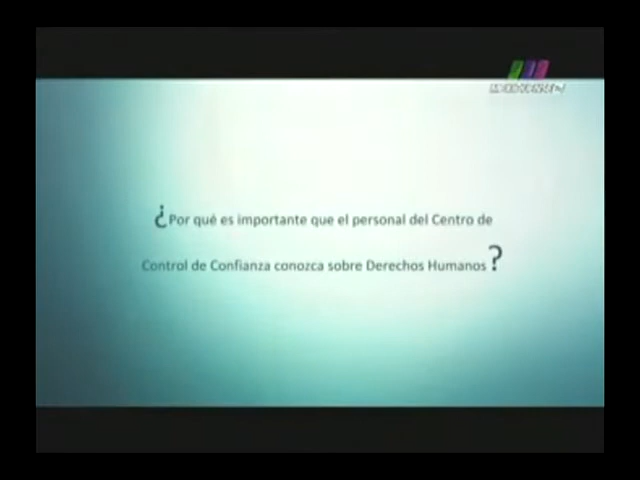 ¿Por qué es importante que el personal del Centro de
Control de Confianza conozca sobre Derechos Humanos?